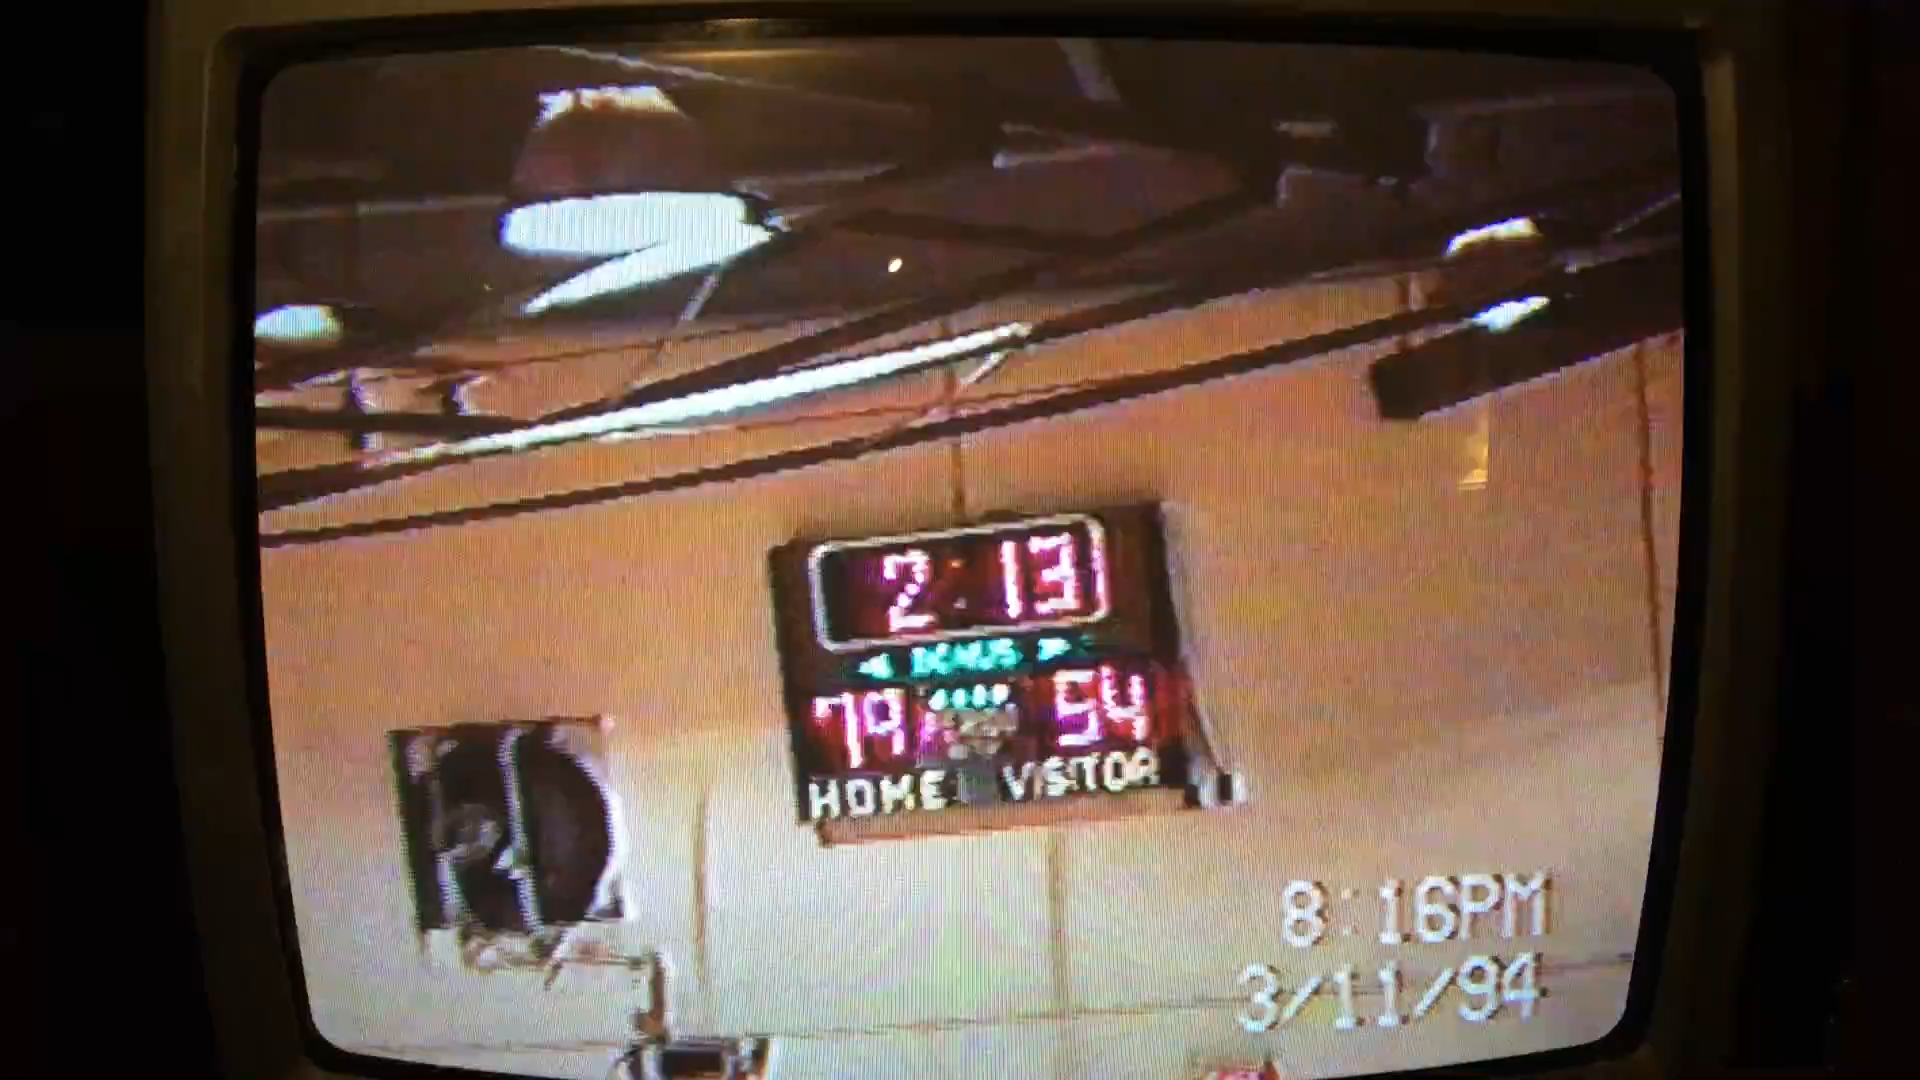 2:13
◄ BONUS ►
79 54
HOME VISITOR
8:16PM
3/11/94